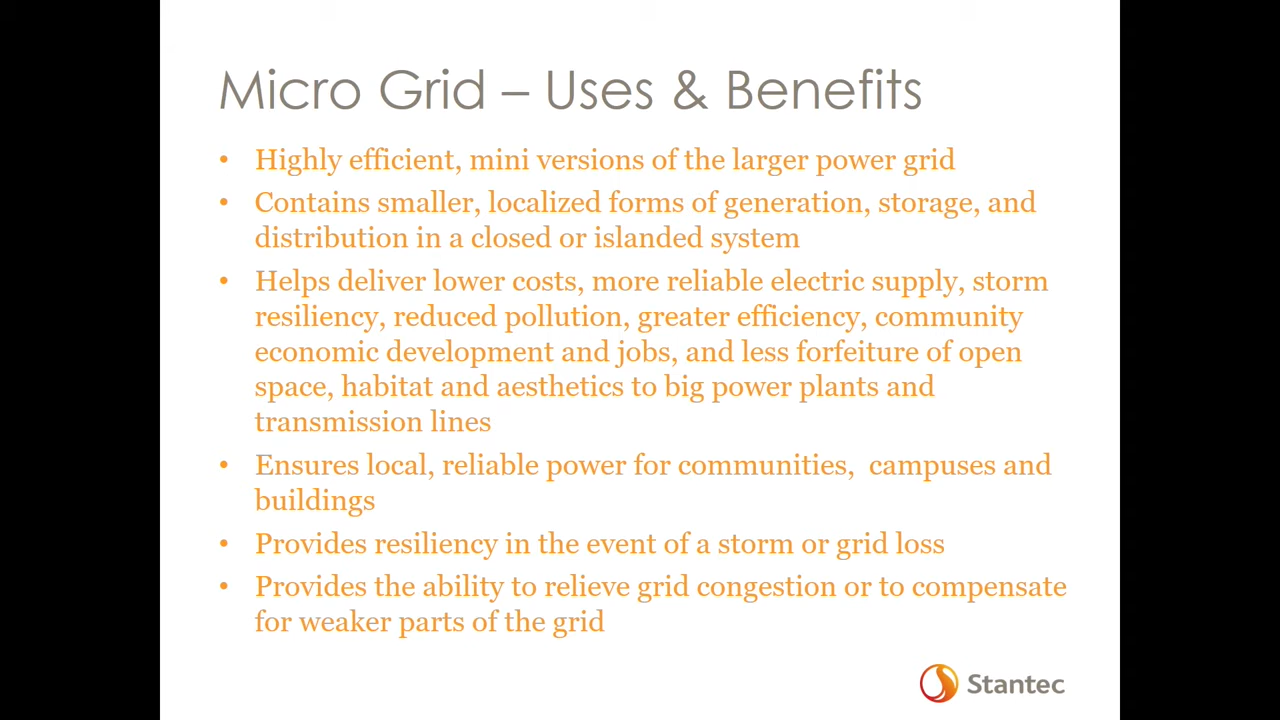 Micro Grid – Uses & Benefits
• Highly efficient, mini versions of the larger power grid
• Contains smaller, localized forms of generation, storage, and
distribution in a closed or islanded system
• Helps deliver lower costs, more reliable electric supply, storm
resiliency, reduced pollution, greater efficiency, community
economic development and jobs, and less forfeiture of open
space, habitat and aesthetics to big power plants and
transmission lines
• Ensures local, reliable power for communities,  campuses and
buildings
• Provides resiliency in the event of a storm or grid loss
• Provides the ability to relieve grid congestion or to compensate
for weaker parts of the grid
Stantec